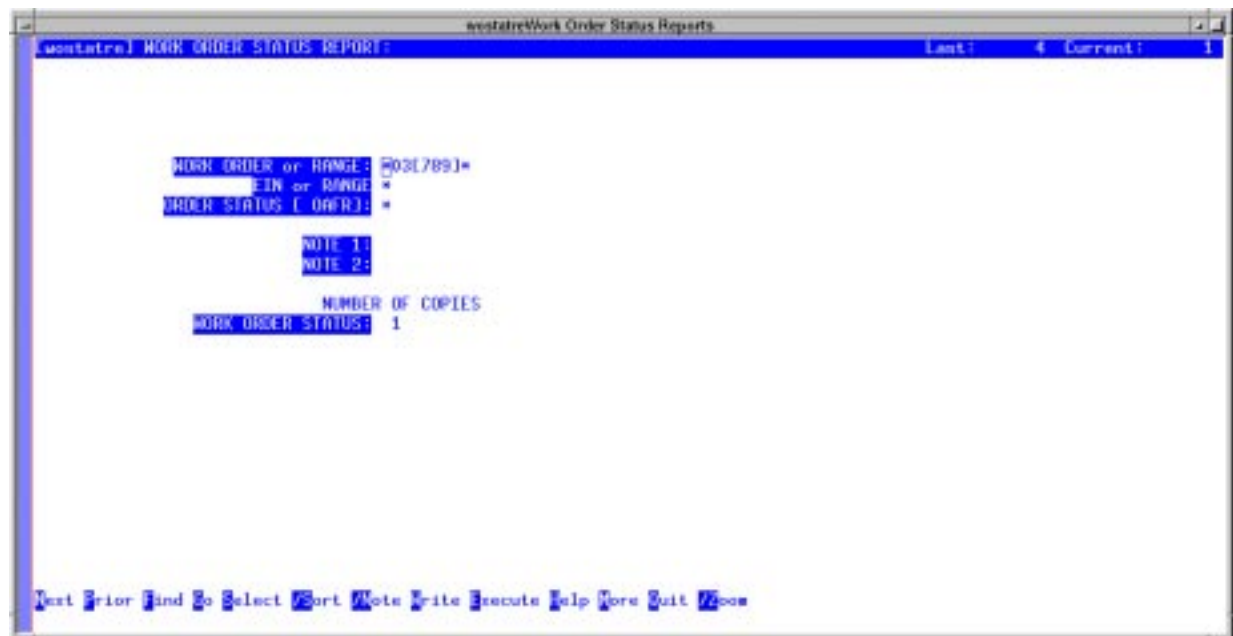 wostatreWork Order Status Reports
[wostatre] WORK ORDER STATUS REPORT: Last: 4 Current: 1
WORK ORDER or RANGE: *03[789]*
EIN or RANGE *
ORDER STATUS [ OAFR]: *
NOTE 1:
NOTE 2:
NUMBER OF COPIES
WORK ORDER STATUS: 1
Next Prior Find Go Select /Sort /Note Write Execute Help More Quit /Zoom